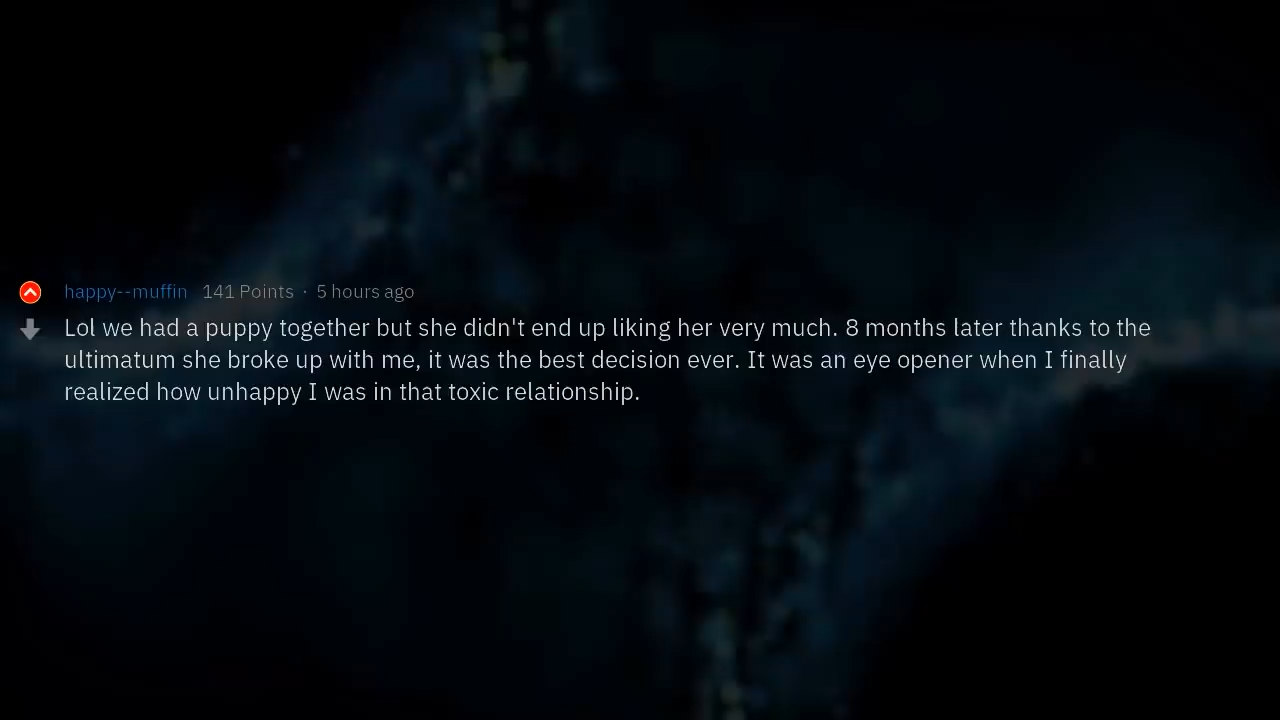 happy--muffin 141 Points · 5 hours ago
Lol we had a puppy together but she didn't end up liking her very much. 8 months later thanks to the
ultimatum she broke up with me, it was the best decision ever. It was an eye opener when I finally
realized how unhappy I was in that toxic relationship.